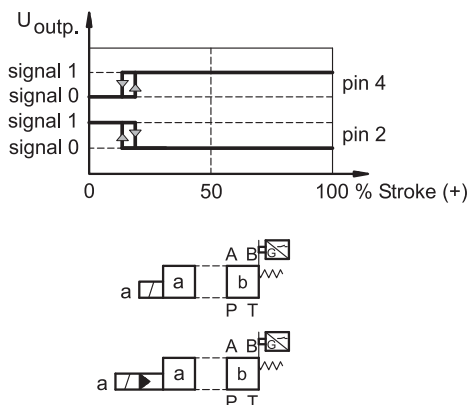 U outp.
signal 1
signal 0
pin 4
signal 1
signal 0
pin 2
0 50 100 % Stroke (+)
A B G
a a b
P T
A B G
a a b
P T